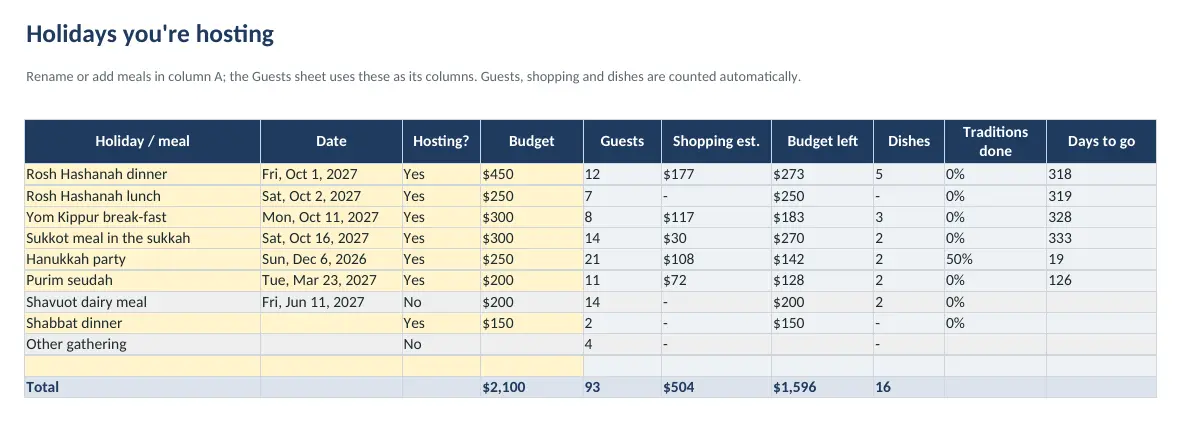 Holidays you're hosting
Rename or add meals in column A; the Guests sheet uses these as its columns. Guests, shopping and dishes are counted automatically.
Holiday / meal Date Hosting? Budget Guests Shopping est. Budget left Dishes Traditions done Days to go
Rosh Hashanah dinner Fri, Oct 1, 2027 Yes $450 12 $177 $273 5 0% 318
Rosh Hashanah lunch Sat, Oct 2, 2027 Yes $250 7 - $250 - 0% 319
Yom Kippur break-fast Mon, Oct 11, 2027 Yes $300 8 $117 $183 3 0% 328
Sukkot meal in the sukkah Sat, Oct 16, 2027 Yes $300 14 $30 $270 2 0% 333
Hanukkah party Sun, Dec 6, 2026 Yes $250 21 $108 $142 2 50% 19
Purim seudah Tue, Mar 23, 2027 Yes $200 11 $72 $128 2 0% 126
Shavuot dairy meal Fri, Jun 11, 2027 No $200 14 - $200 2 0%
Shabbat dinner Yes $150 2 - $150 - 0%
Other gathering No 4 - -
Total $2,100 93 $504 $1,596 16